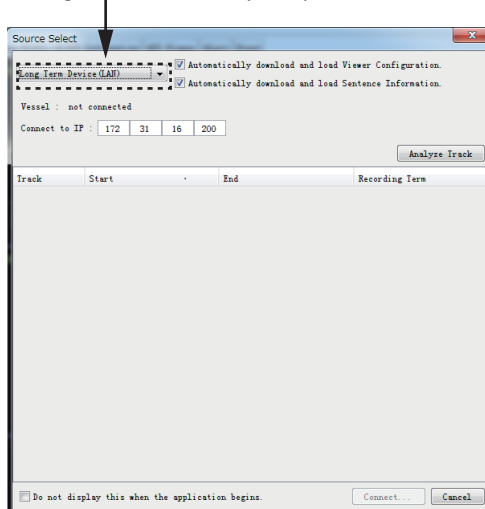 Source Select
Long Term Device(LAN)
Automatically download and load Viewer Configuration.
Automatically download and load Sentence Information.
Vessel : not connected
Connect to IP : 172 31 16 200
Analyze Track
Track Start End Recording Term
Do not display this when the application begins.
Connect... Cancel